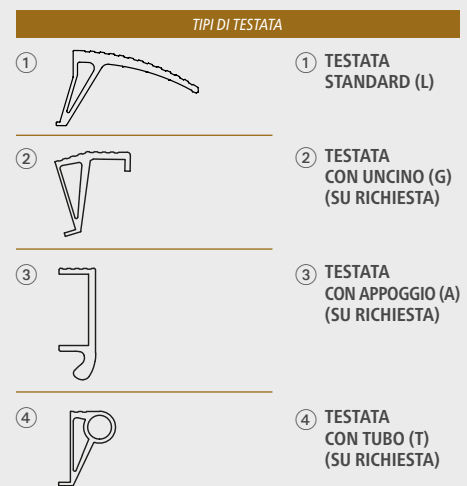 TIPI DI TESTATA
1
1 TESTATA
STANDARD (L)
2
2 TESTATA
CON UNCINO (G)
(SU RICHIESTA)
3
3 TESTATA
CON APPOGGIO (A)
(SU RICHIESTA)
4
4 TESTATA
CON TUBO (T)
(SU RICHIESTA)